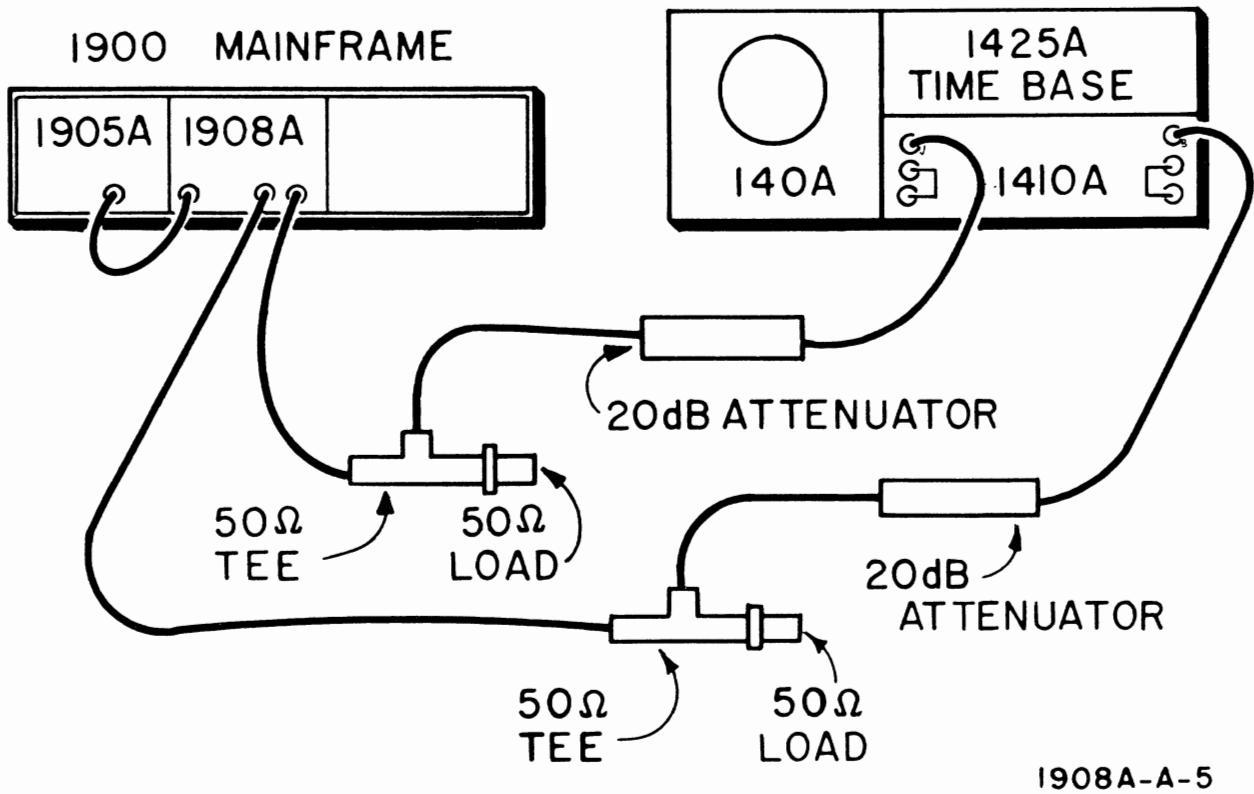 1900 MAINFRAME
1905A
1908A
1425A
TIME BASE
140A
1410A
20dB ATTENUATOR
50Ω
TEE
50Ω
LOAD
20dB
ATTENUATOR
50Ω
TEE
50Ω
LOAD
1908A-A-5